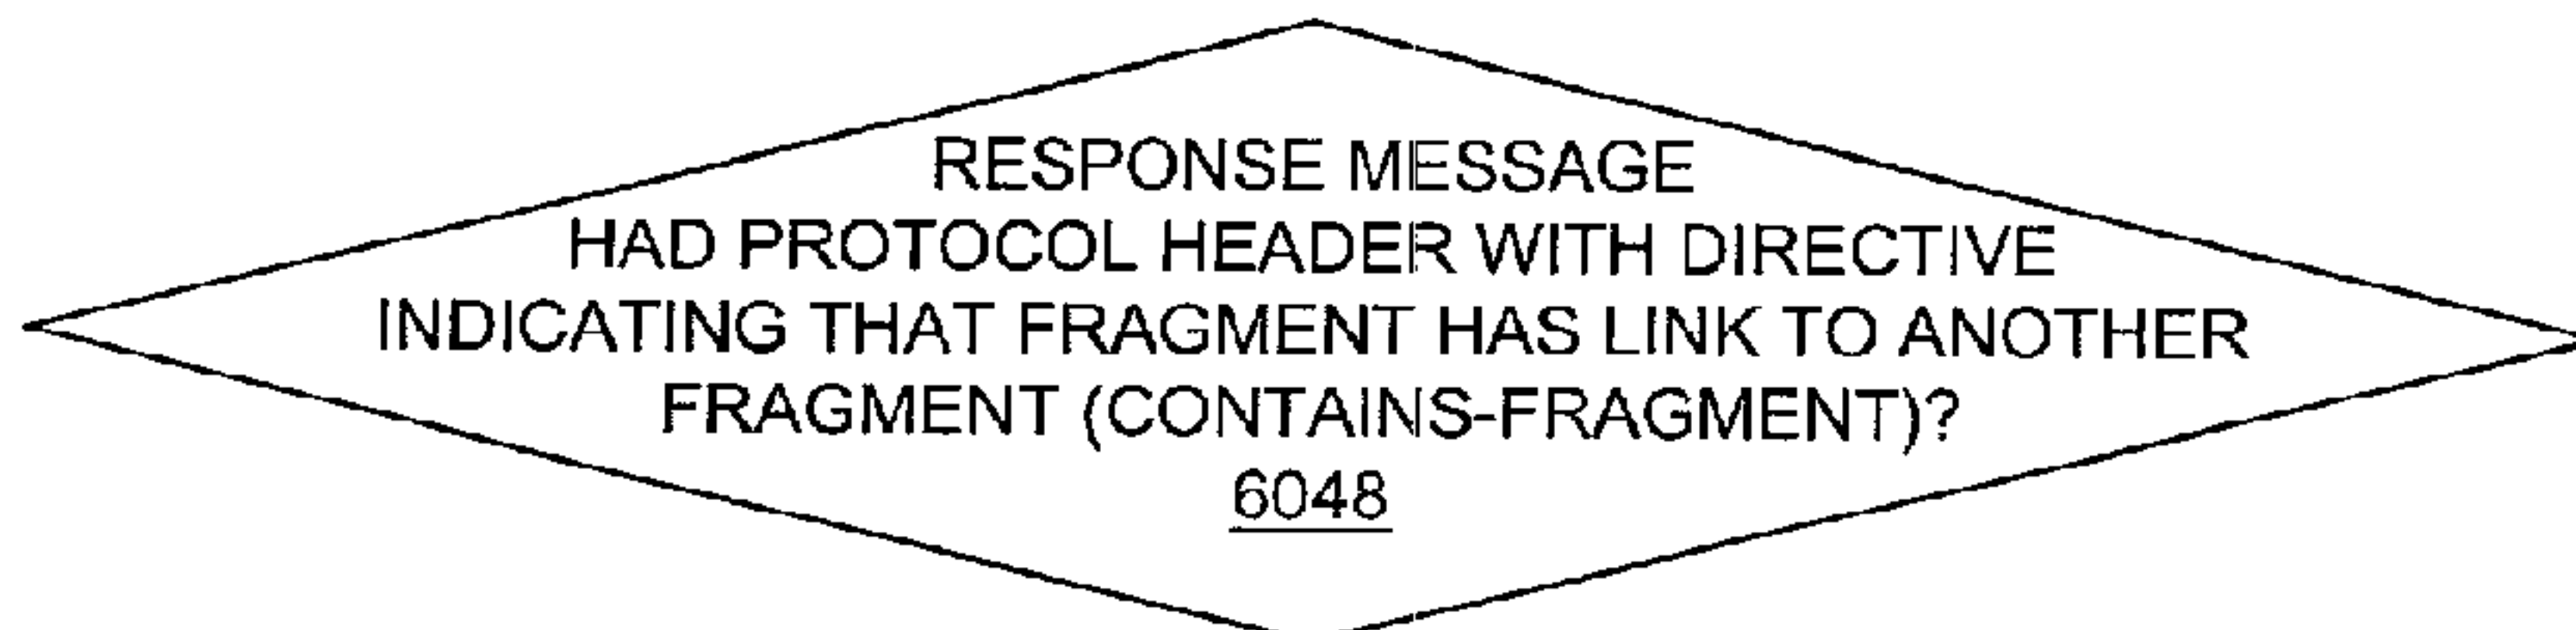 RESPONSE MESSAGE
HAD PROTOCOL HEADER WITH DIRECTIVE
INDICATING THAT FRAGMENT HAS LINK TO ANOTHER
FRAGMENT (CONTAINS-FRAGMENT)?
6048